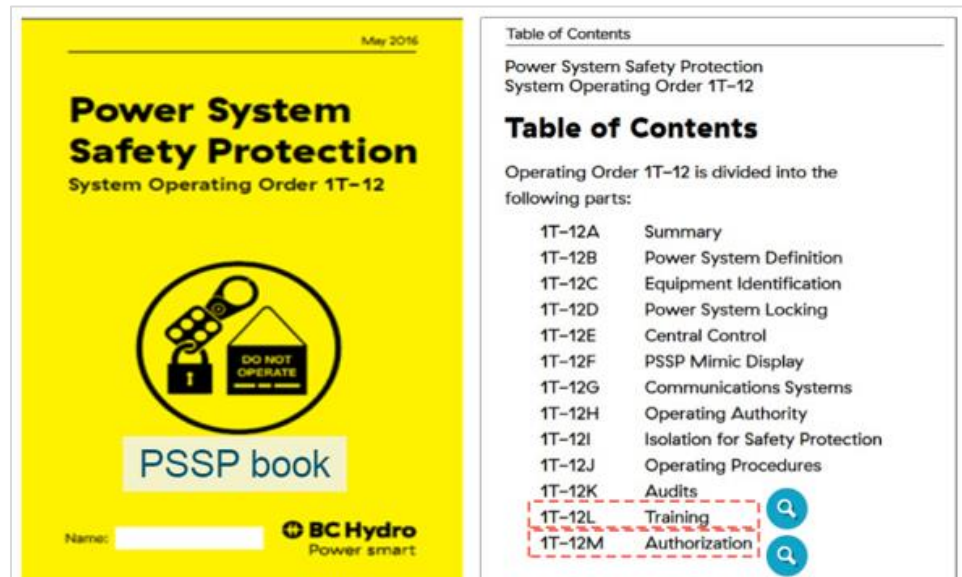 May 2016
Power System
Safety Protection
System Operating Order 1T-12
DO NOT
OPERATE
1
PSSP book
Name:
BC Hydro
Power smart
Table of Contents
Power System Safety Protection
System Operating Order 1T-12
Table of Contents
Operating Order 1T-12 is divided into the
following parts:
1T-12A Summary
1T-12B Power System Definition
1T-12C Equipment Identification
1T-12D Power System Locking
1T-12E Central Control
1T-12F PSSP Mimic Display
1T-12G Communications Systems
1T-12H Operating Authority
1T-12I Isolation for Safety Protection
1T-12J Operating Procedures
1T-12K Audits
1T-12L Training
1T-12M Authorization